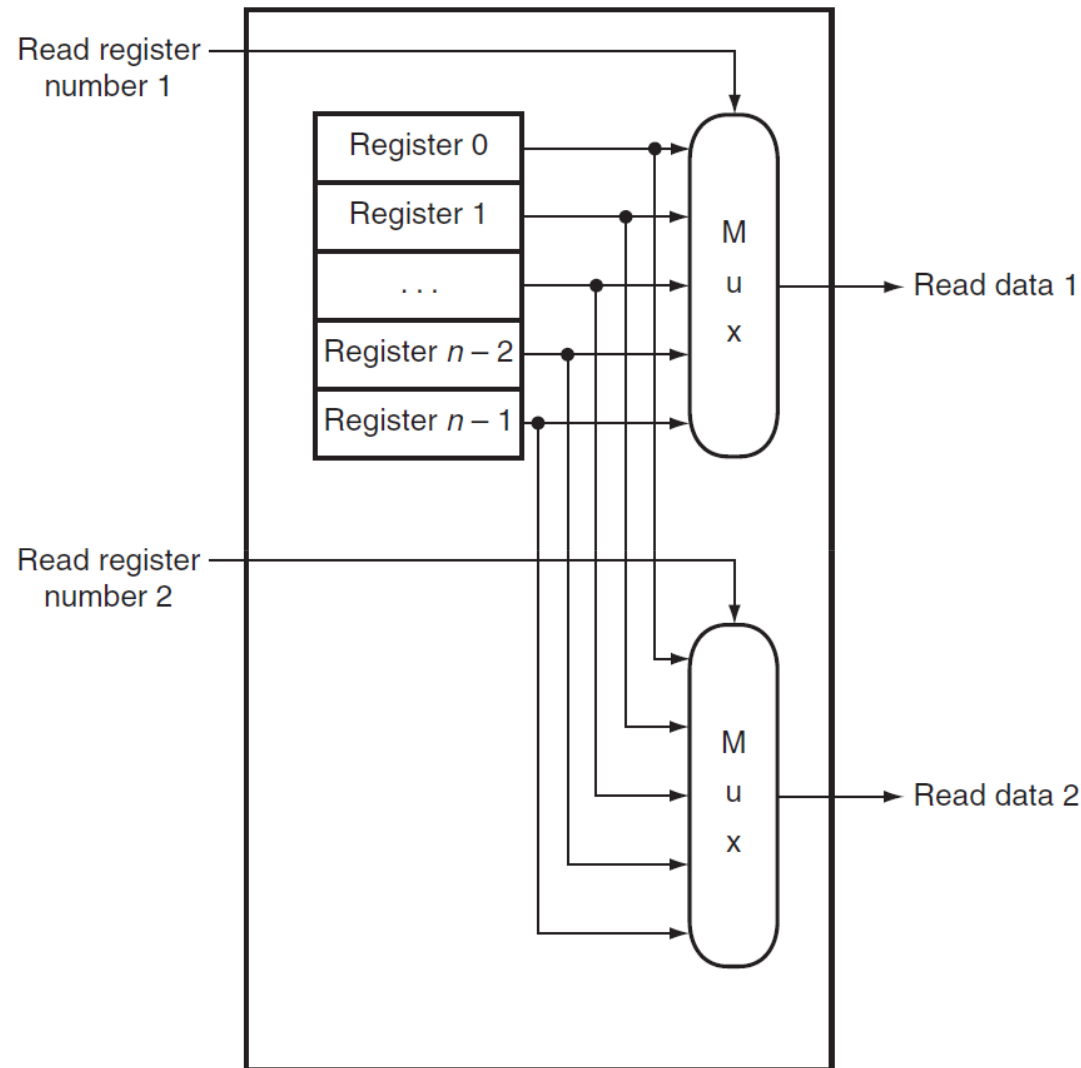 Read register
number 1
Register 0
Register 1
. . .
Register n – 2
Register n – 1
M
u
x
Read data 1
Read register
number 2
M
u
x
Read data 2